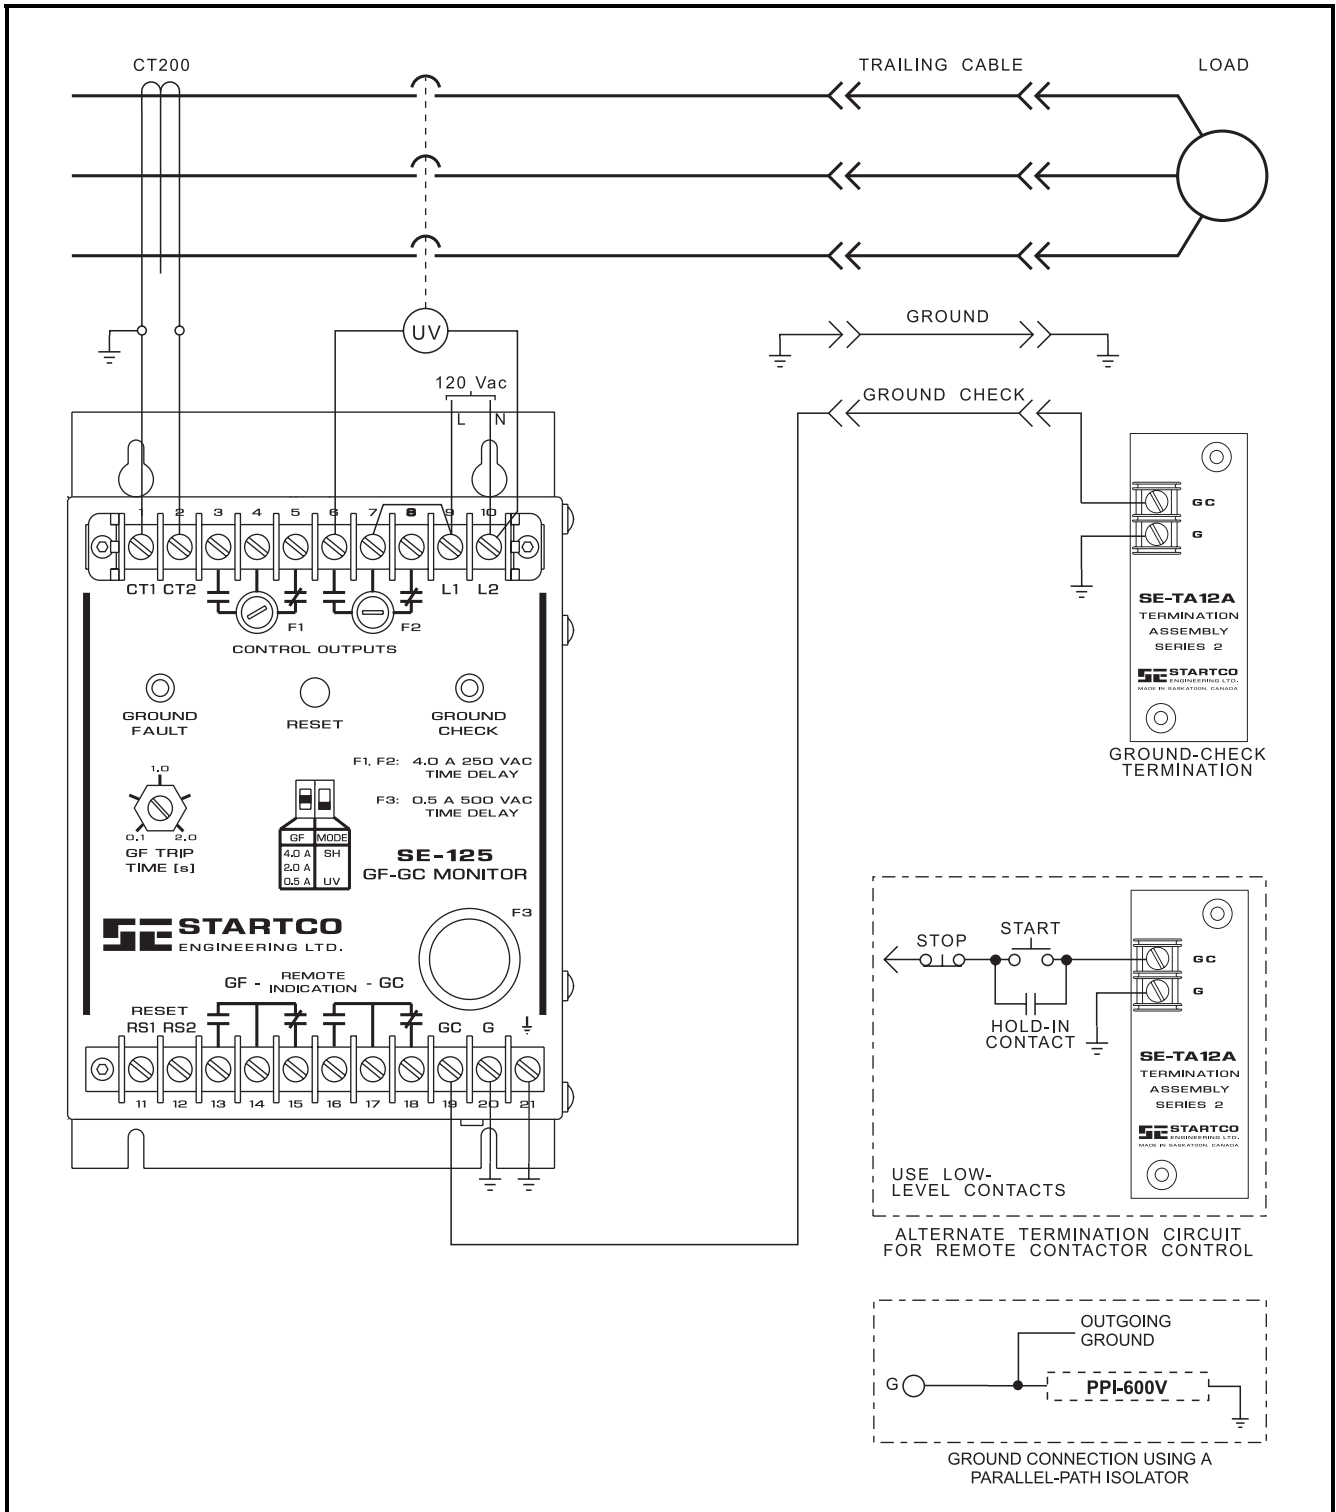 CT200
TRAILING CABLE
LOAD
UV
GROUND
120 Vac
L N
GROUND CHECK
1 2 3 4 5 6 7 8 9 10
CT1 CT2
L1 L2
F1
F2
CONTROL OUTPUTS
GROUND
FAULT
RESET
GROUND
CHECK
F1, F2: 4.0 A 250 VAC
TIME DELAY
F3: 0.5 A 500 VAC
TIME DELAY
1.0
0.1 2.0
GF TRIP
TIME [s]
GF MODE
4.0 A SH
2.0 A
0.5 A UV
SE-125
GF-GC MONITOR
SE STARTCO
ENGINEERING LTD.
F3
GF - REMOTE
INDICATION - GC
RESET
RS1 RS2
GC G
11 12 13 14 15 16 17 18 19 20 21
GC
G
SE-TA12A
TERMINATION
ASSEMBLY
SERIES 2
SE STARTCO
ENGINEERING LTD.
MADE IN SASKATOON, CANADA
GROUND-CHECK
TERMINATION
STOP
START
HOLD-IN
CONTACT
GC
G
SE-TA12A
TERMINATION
ASSEMBLY
SERIES 2
SE STARTCO
ENGINEERING LTD.
MADE IN SASKATOON, CANADA
USE LOW-
LEVEL CONTACTS
ALTERNATE TERMINATION CIRCUIT
FOR REMOTE CONTACTOR CONTROL
OUTGOING
GROUND
G
PPI-600V
GROUND CONNECTION USING A
PARALLEL-PATH ISOLATOR